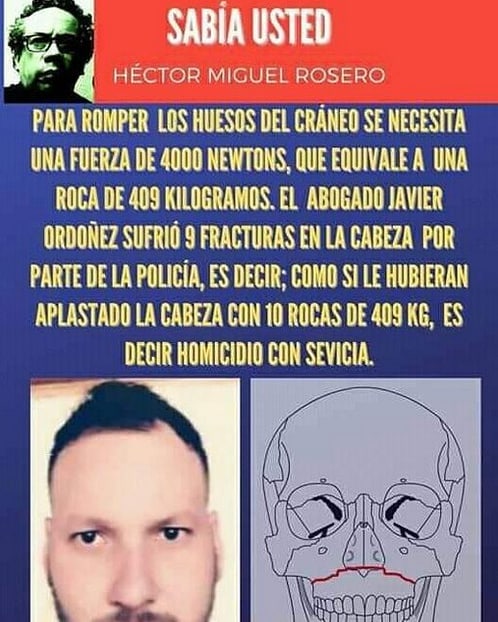 SABÍA USTED
HÉCTOR MIGUEL ROSERO
PARA ROMPER LOS HUESOS DEL CRÁNEO SE NECESITA
UNA FUERZA DE 4000 NEWTONS, QUE EQUIVALE A UNA
ROCA DE 409 KILOGRAMOS. EL ABOGADO JAVIER
ORDOÑEZ SUFRIÓ 9 FRACTURAS EN LA CABEZA POR
PARTE DE LA POLICÍA, ES DECIR; COMO SI LE HUBIERAN
APLASTADO LA CABEZA CON 10 ROCAS DE 409 KG, ES
DECIR HOMICIDIO CON SEVICIA.